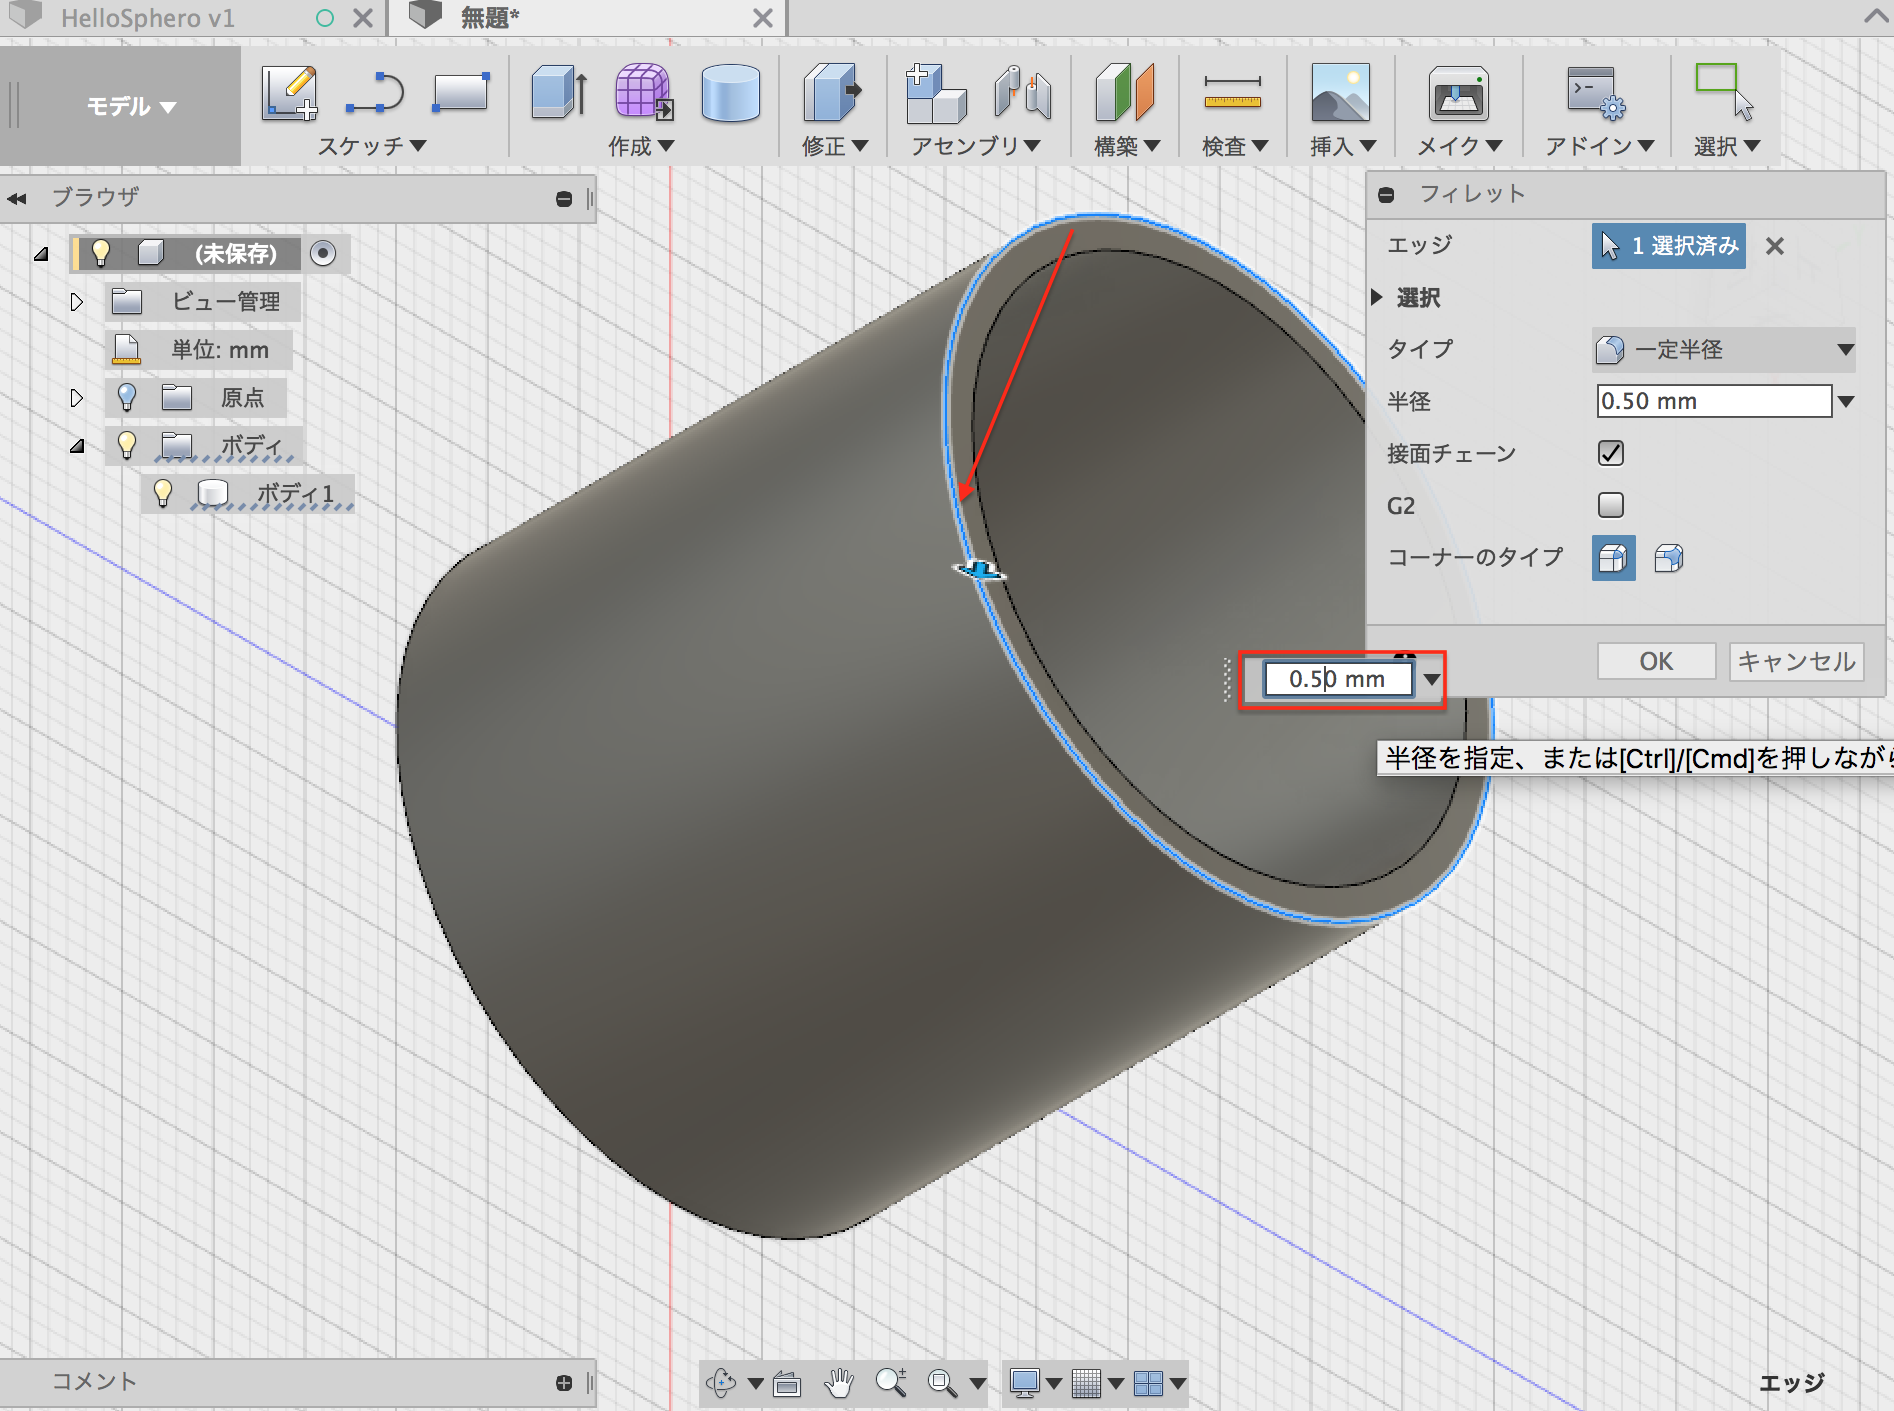 HelloSphero v1
無題*
モデル
スケッチ
作成
修正
アセンブリ
構築
検査
挿入
メイク
アドイン
選択
ブラウザ
(未保存)
ビュー管理
単位: mm
原点
ボディ
ボディ1
フィレット
エッジ
1 選択済み
選択
タイプ
一定半径
半径
0.50 mm
接面チェーン
G2
コーナーのタイプ
OK
キャンセル
0.50 mm
半径を指定、または[Ctrl]/[Cmd]を押しながら
コメント
エッジ